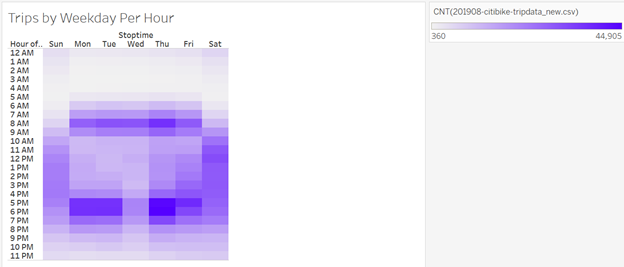 Trips by Weekday Per Hour
Stoptime
Hour of.. Sun Mon Tue Wed Thu Fri Sat
12 AM
1 AM
2 AM
3 AM
4 AM
5 AM
6 AM
7 AM
8 AM
9 AM
10 AM
11 AM
12 PM
1 PM
2 PM
3 PM
4 PM
5 PM
6 PM
7 PM
8 PM
9 PM
10 PM
11 PM
CNT(201908-citibike-tripdata_new.csv)
360 44,905